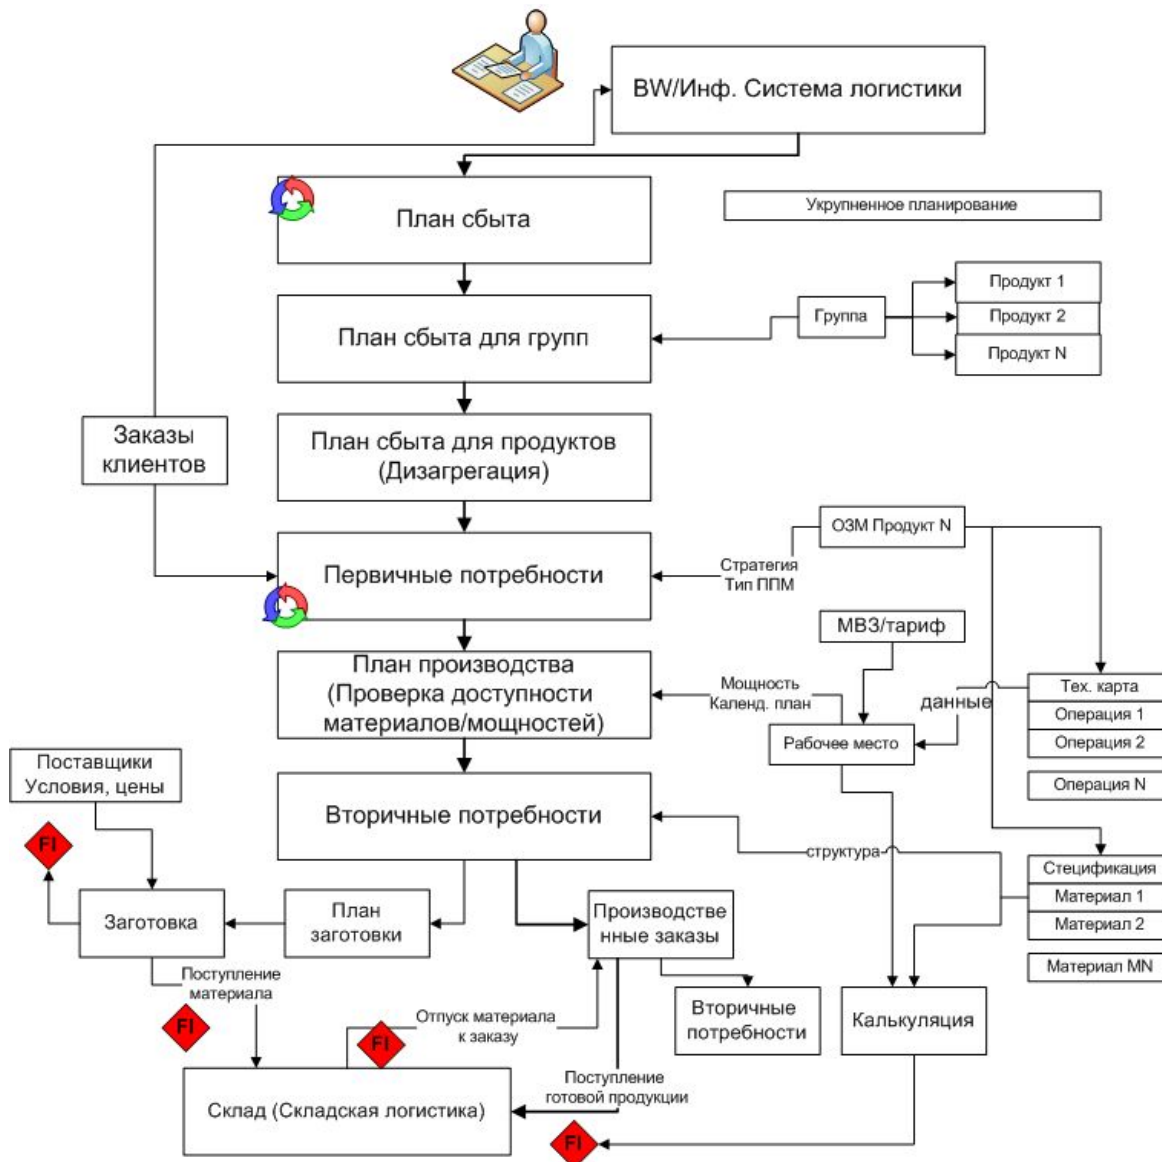 BW/Инф. Система логистики
План сбыта
Укрупненное планирование
План сбыта для групп
Группа
Продукт 1
Продукт 2
Продукт N
Заказы
клиентов
План сбыта для продуктов
(Дизагрегация)
Первичные потребности
Стратегия
Тип ППМ
ОЗМ Продукт N
МВЗ/тариф
План производства
(Проверка доступности
материалов/мощностей)
Мощность
Календ. план
Рабочее место
данные
Тех. карта
Операция 1
Операция 2
Операция N
Поставщики
Условия, цены
Вторичные потребности
структура
Стецификация
Материал 1
Материал 2
Материал MN
FI
Заготовка
План
заготовки
Производстве
нные заказы
Поступление
материала
FI
Отпуск материала
к заказу
FI
Вторичные
потребности
Калькуляция
Склад (Складская логистика)
Поступление
готовой продукции
FI